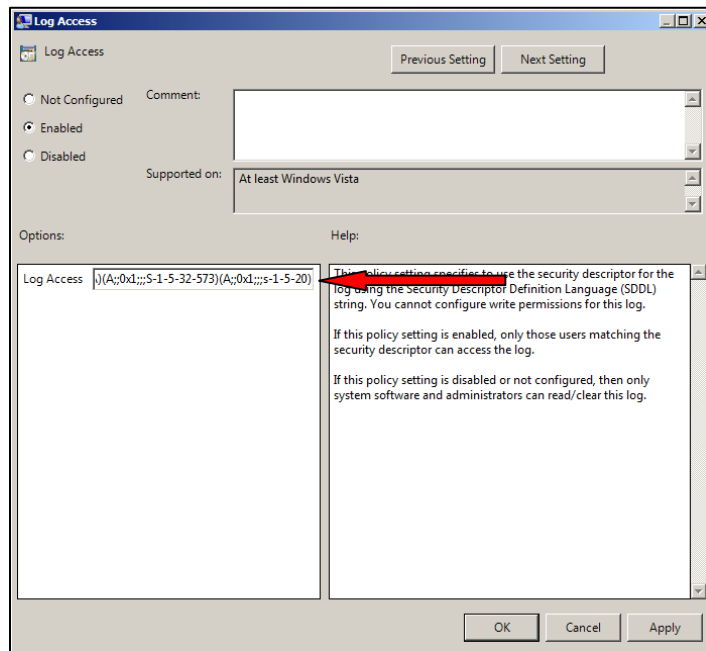 Log Access
Log Access
Previous Setting
Next Setting
Not Configured
Comment:
Enabled
Disabled
Supported on:
At least Windows Vista
Options:
Help:
Log Access
)(A;;0x1;;;S-1-5-32-573)(A;;0x1;;;s-1-5-20)
This policy setting specifies to use the security descriptor for the
log using the Security Descriptor Definition Language (SDDL)
string. You cannot configure write permissions for this log.
If this policy setting is enabled, only those users matching the
security descriptor can access the log.
If this policy setting is disabled or not configured, then only
system software and administrators can read/clear this log.
OK
Cancel
Apply